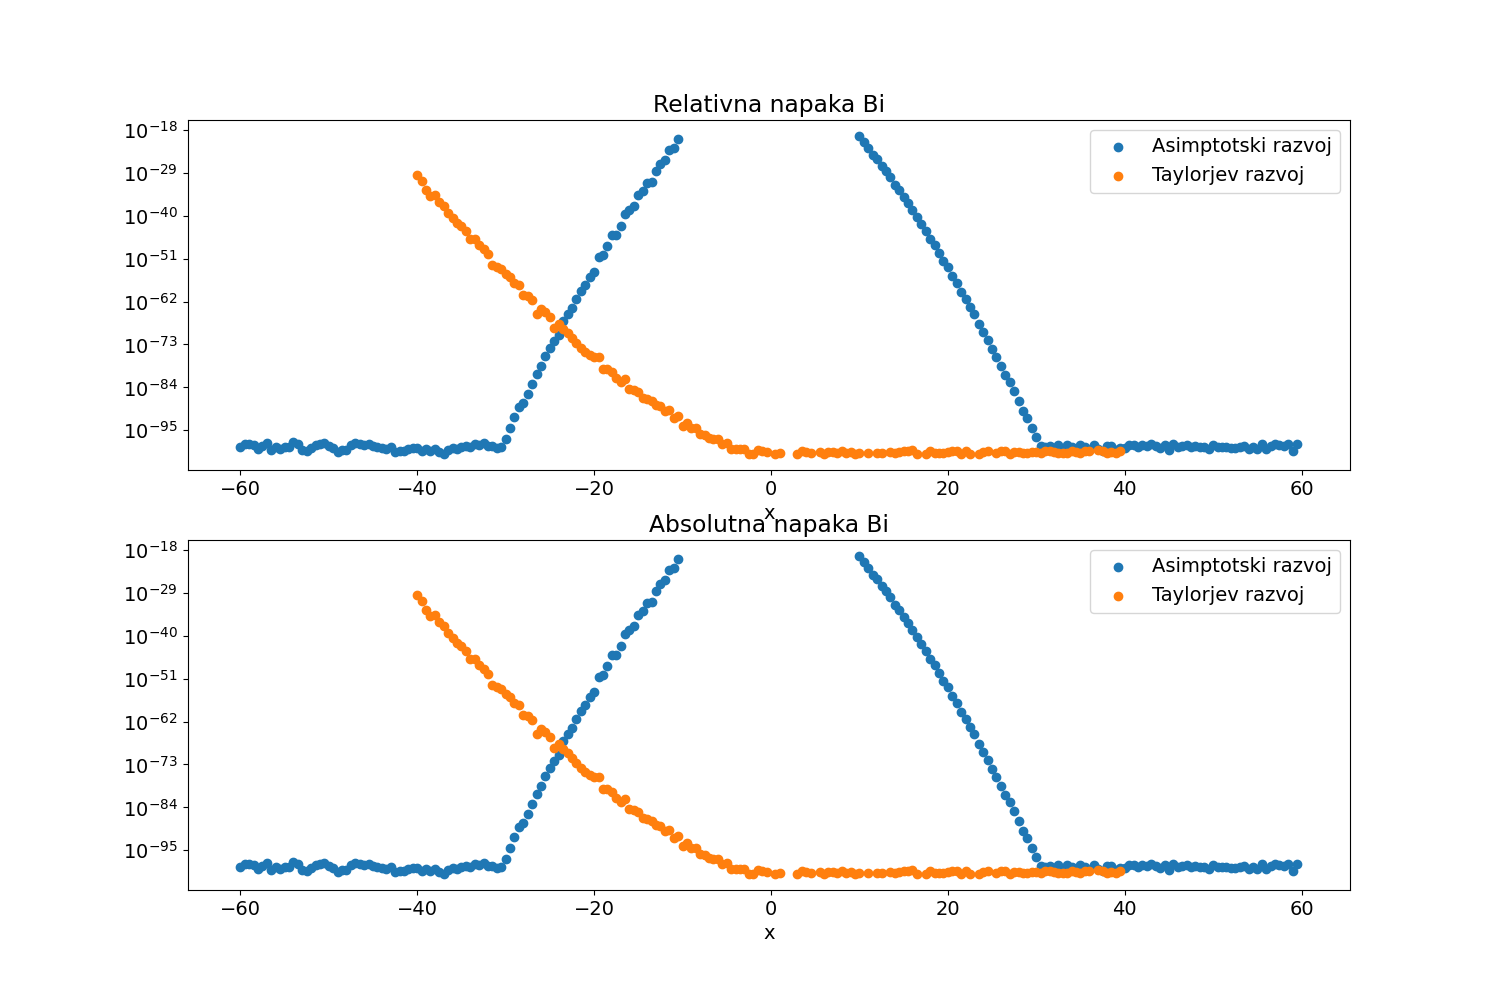 Relativna napaka Bi
10⁻¹⁸
10⁻²⁹
10⁻⁴⁰
10⁻⁵¹
10⁻⁶²
10⁻⁷³
10⁻⁸⁴
10⁻⁹⁵
Asimptotski razvoj
Taylorjev razvoj
−60 −40 −20 0 20 40 60
x
Absolutna napaka Bi
10⁻¹⁸
10⁻²⁹
10⁻⁴⁰
10⁻⁵¹
10⁻⁶²
10⁻⁷³
10⁻⁸⁴
10⁻⁹⁵
Asimptotski razvoj
Taylorjev razvoj
−60 −40 −20 0 20 40 60
x